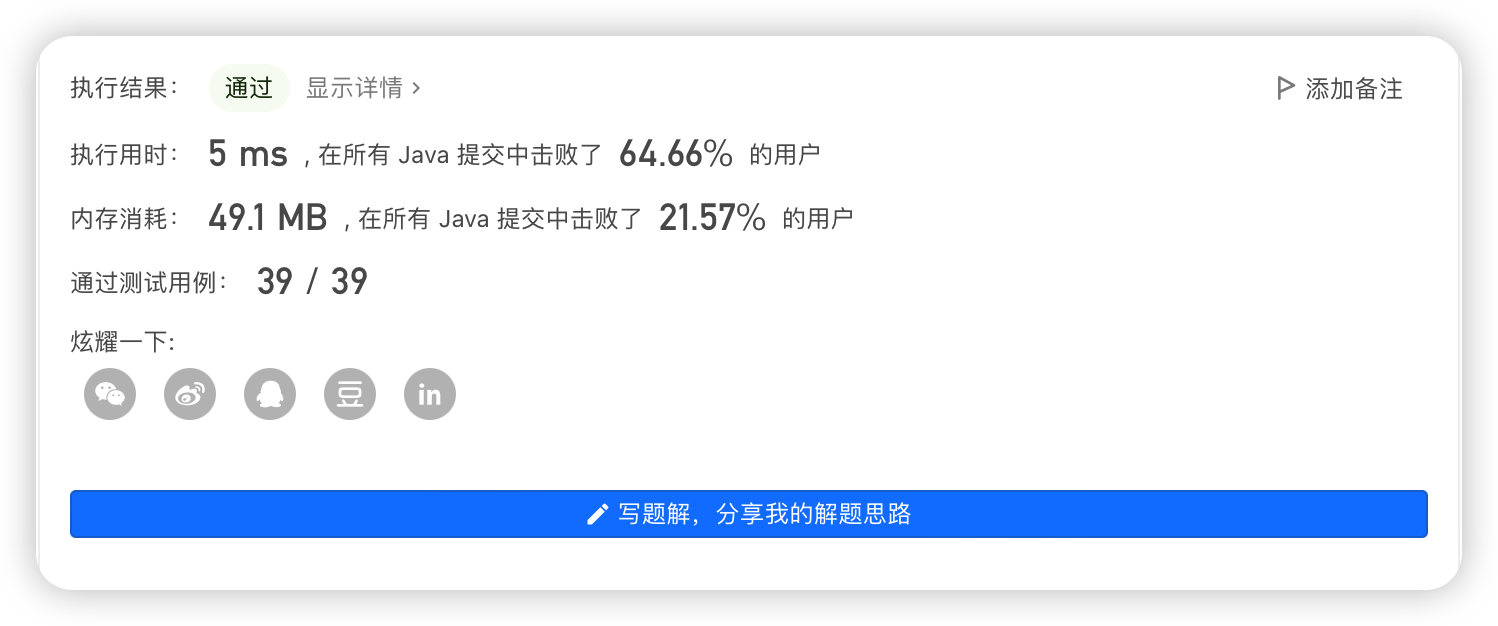 执行结果： 通过 显示详情 > 添加备注
执行用时： 5 ms , 在所有 Java 提交中击败了 64.66% 的用户
内存消耗： 49.1 MB , 在所有 Java 提交中击败了 21.57% 的用户
通过测试用例： 39 / 39
炫耀一下:
豆 in
写题解，分享我的解题思路